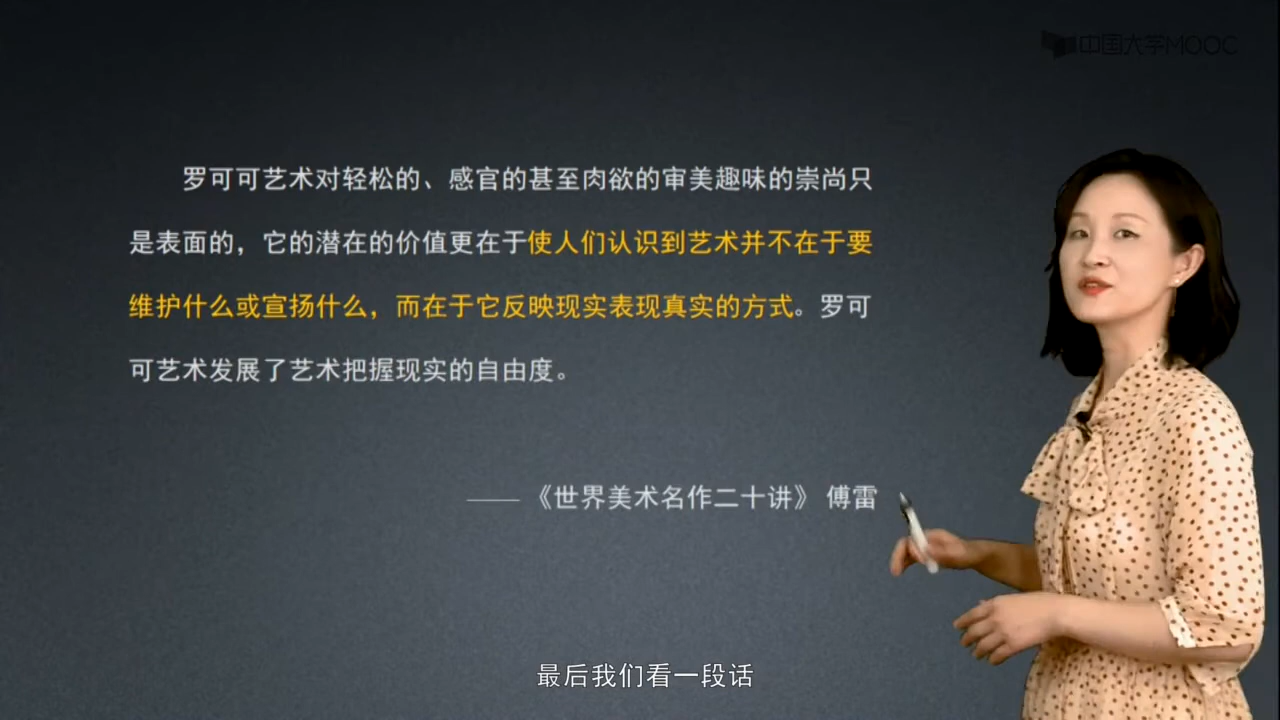 中国大学MOOC
罗可可艺术对轻松的、感官的甚至肉欲的审美趣味的崇尚只
是表面的，它的潜在的价值更在于使人们认识到艺术并不在于要
维护什么或宣扬什么，而在于它反映现实表现真实的方式。罗可
可艺术发展了艺术把握现实的自由度。
——《世界美术名作二十讲》 傅雷
最后我们看一段话